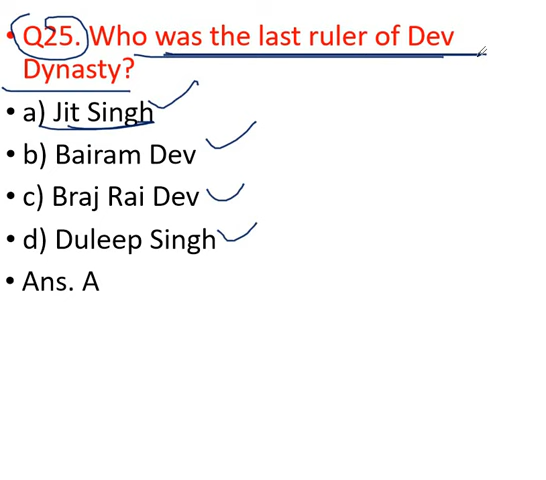 • Q25. Who was the last ruler of Dev
Dynasty?
• a) Jit Singh
• b) Bairam Dev
• c) Braj Rai Dev
• d) Duleep Singh
• Ans. A